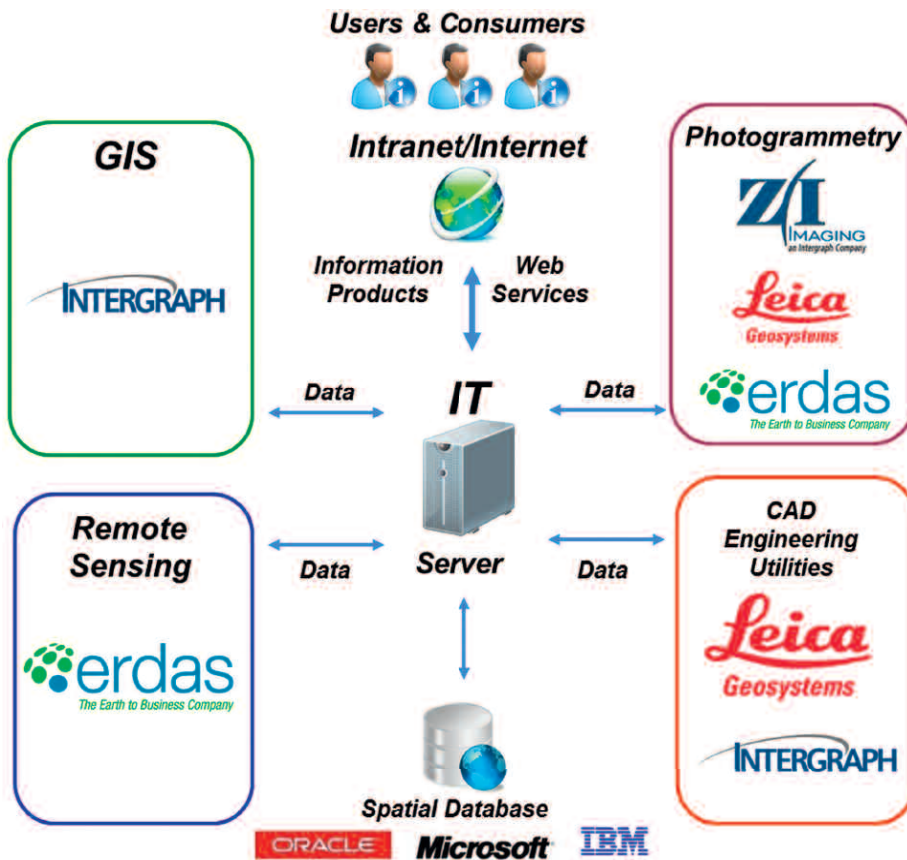 Users & Consumers
Intranet/Internet
Information
Products
Web
Services
GIS
INTERGRAPH
Photogrammetry
Z/I
IMAGING
an Intergraph Company
Leica
Geosystems
erdas
The Earth to Business Company
Data
IT
Data
Remote
Sensing
erdas
The Earth to Business Company
Data
Server
Data
CAD
Engineering
Utilities
Leica
Geosystems
INTERGRAPH
Spatial Database
ORACLE
Microsoft
IBM